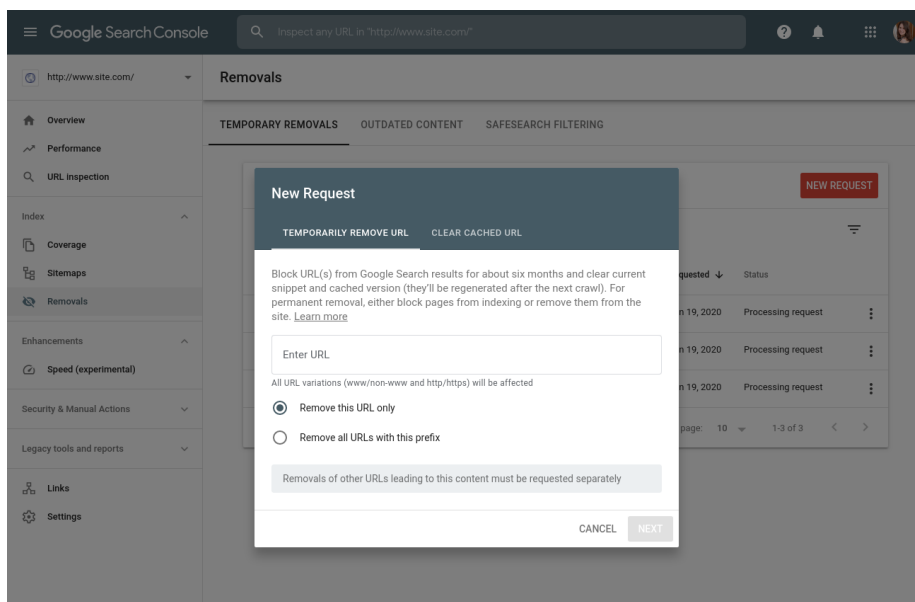 Google Search Console
Inspect any URL in "http://www.site.com/"
http://www.site.com/
Removals
Overview
Performance
URL inspection
Index
Coverage
Sitemaps
Removals
Enhancements
Speed (experimental)
Security & Manual Actions
Legacy tools and reports
Links
Settings
TEMPORARY REMOVALS OUTDATED CONTENT SAFESEARCH FILTERING
NEW REQUEST
New Request
TEMPORARILY REMOVE URL CLEAR CACHED URL
Block URL(s) from Google Search results for about six months and clear current
snippet and cached version (they'll be regenerated after the next crawl). For
permanent removal, either block pages from indexing or remove them from the
site. Learn more
Enter URL
All URL variations (www/non-www and http/https) will be affected
Remove this URL only
Remove all URLs with this prefix
Removals of other URLs leading to this content must be requested separately
CANCEL NEXT
quested Status
n 19, 2020 Processing request
n 19, 2020 Processing request
n 19, 2020 Processing request
page: 10 1-3 of 3